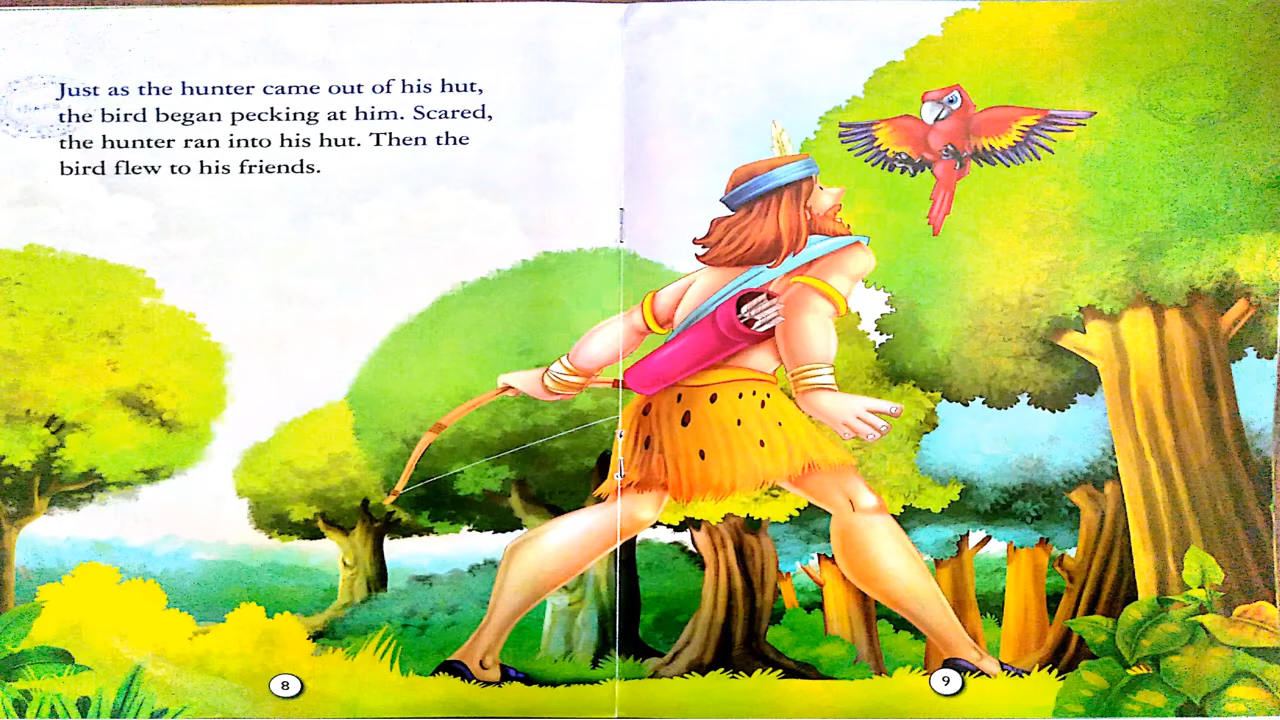 Just as the hunter came out of his hut,
the bird began pecking at him. Scared,
the hunter ran into his hut. Then the
bird flew to his friends.
8
9